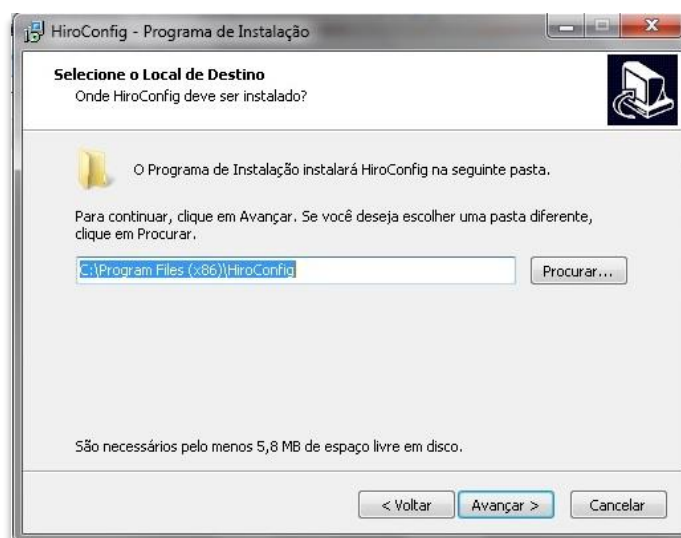 HiroConfig - Programa de Instalação
Selecione o Local de Destino
Onde HiroConfig deve ser instalado?
O Programa de Instalação instalará HiroConfig na seguinte pasta.
Para continuar, clique em Avançar. Se você deseja escolher uma pasta diferente,
clique em Procurar.
C:\Program Files (x86)\HiroConfig
Procurar...
São necessários pelo menos 5,8 MB de espaço livre em disco.
< Voltar Avançar > Cancelar